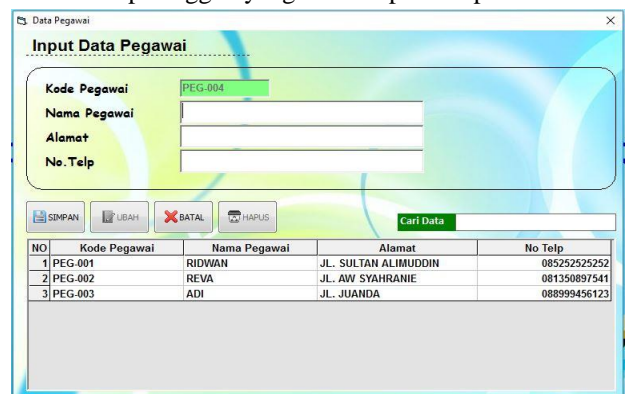 Data Pegawai
Input Data Pegawai
Kode Pegawai PEG-004
Nama Pegawai
Alamat
No.Telp
SIMPAN UBAH BATAL HAPUS Cari Data
NO Kode Pegawai Nama Pegawai Alamat No Telp
1 PEG-001 RIDWAN JL. SULTAN ALIMUDDIN 085252525252
2 PEG-002 REVA JL. AW SYAHRANIE 081350897541
3 PEG-003 ADI JL. JUANDA 088999456123